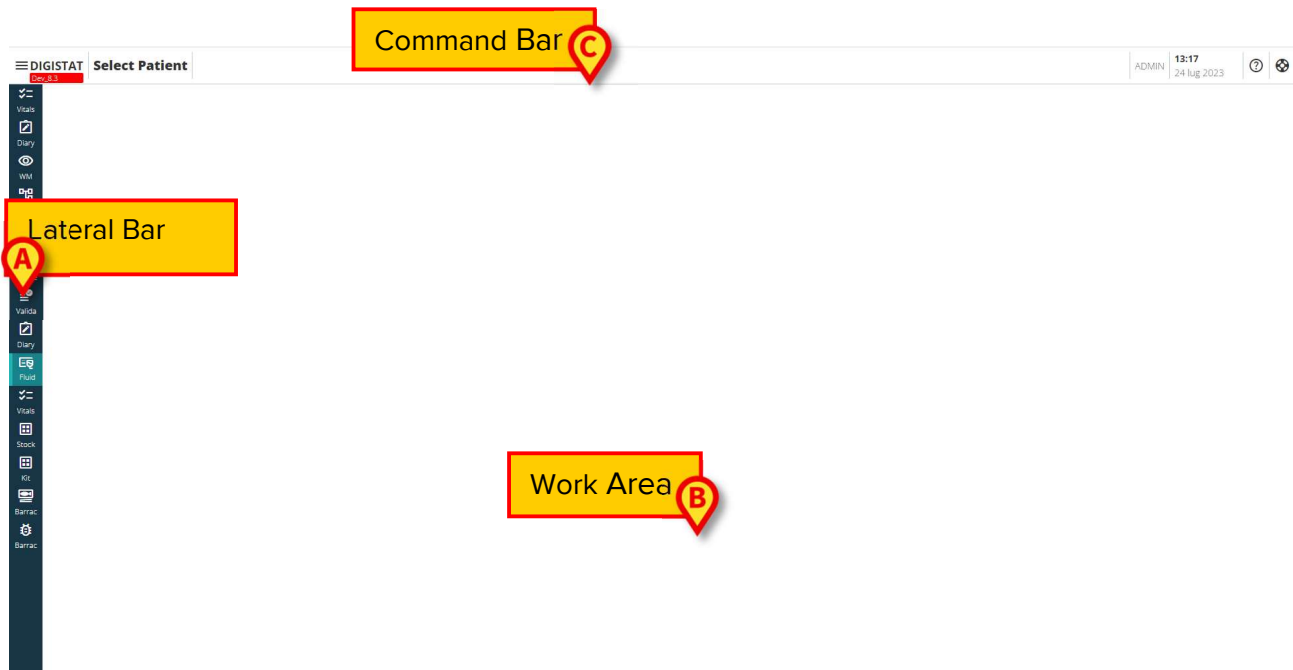 Command Bar
C
DIGISTAT
Select Patient
ADMIN
13:17
24 lug 2023
Dev_8.3
Vitals
Diary
WM
Lateral Bar
A
Valida
Diary
Fluid
Vitals
Stock
Work Area
B
Kit
Barrac
Barrac